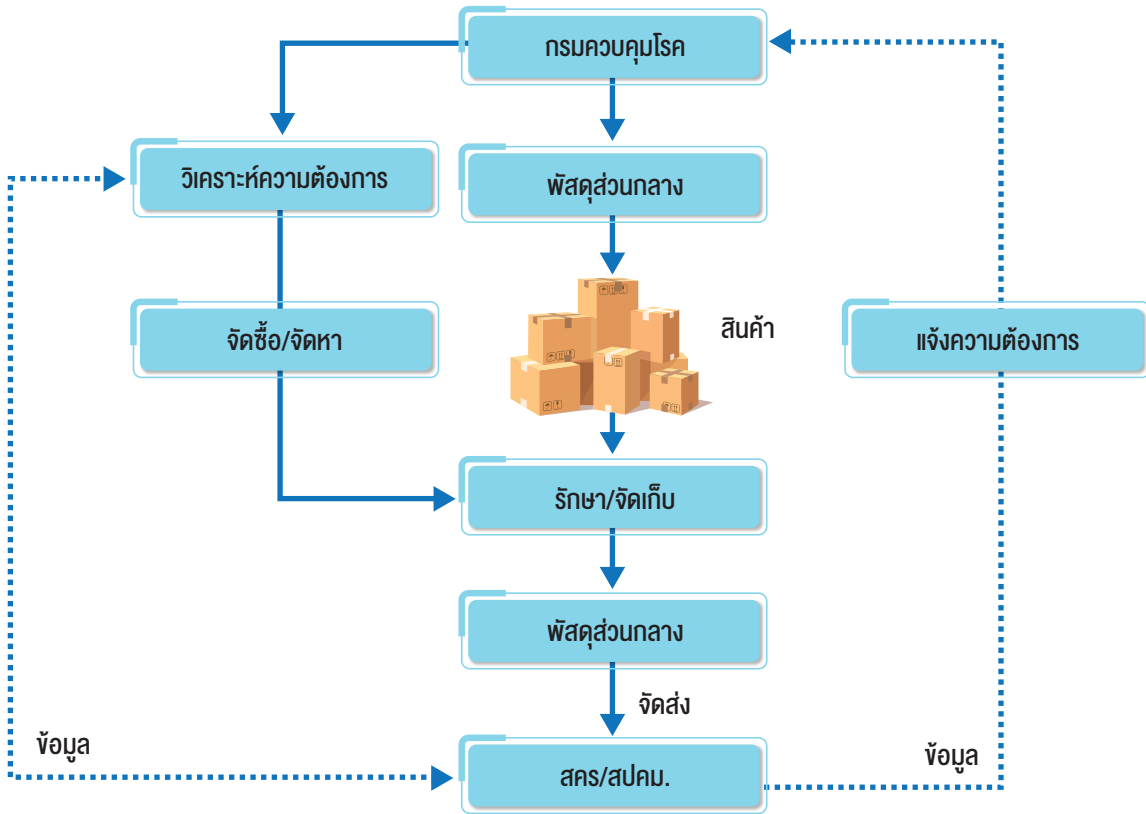 กรมควบคุมโรค
วิเคราะห์ความต้องการ
พัสดุส่วนกลาง
จัดซื้อ/จัดหา
สินค้า
แจ้งความต้องการ
รักษา/จัดเก็บ
พัสดุส่วนกลาง
จัดส่ง
ข้อมูล
ข้อมูล
สคร/สปคม.